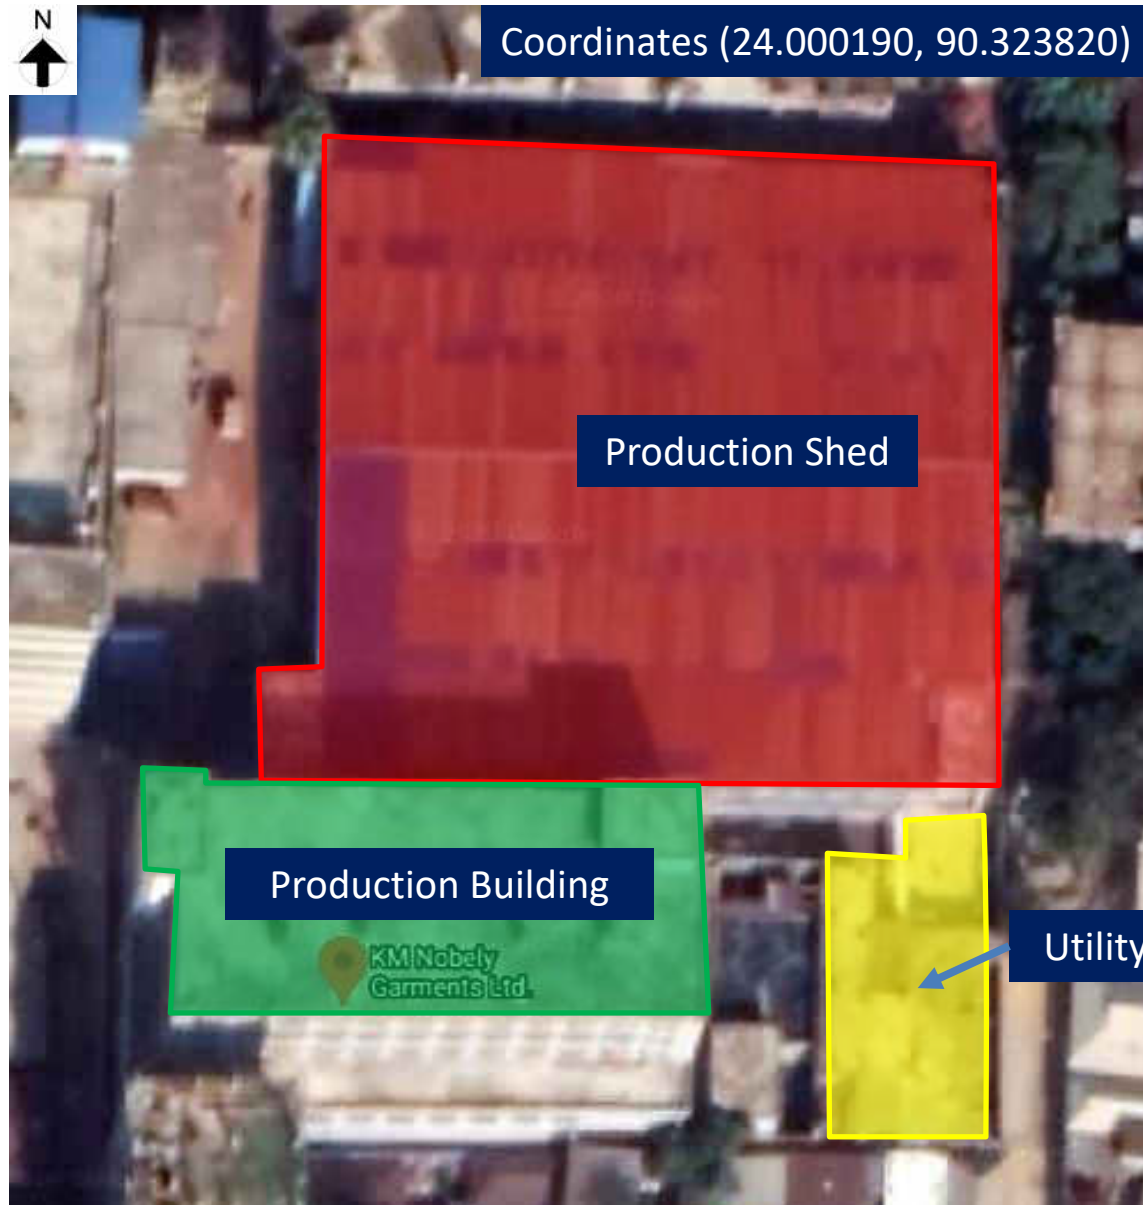 N
Coordinates (24.000190, 90.323820)
Production Shed
Production Building
KM Nobely
Garments Ltd.
Utility